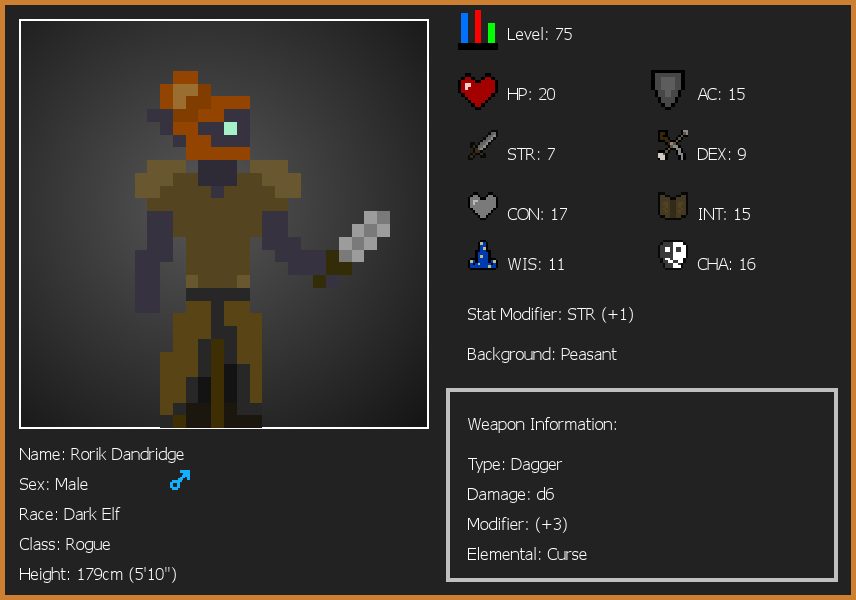 Level: 75
HP: 20
AC: 15
STR: 7
DEX: 9
CON: 17
INT: 15
WIS: 11
CHA: 16
Stat Modifier: STR (+1)
Background: Peasant
Weapon Information:
Type: Dagger
Damage: d6
Modifier: (+3)
Elemental: Curse
Name: Rorik Dandridge
Sex: Male
Race: Dark Elf
Class: Rogue
Height: 179cm (5'10")